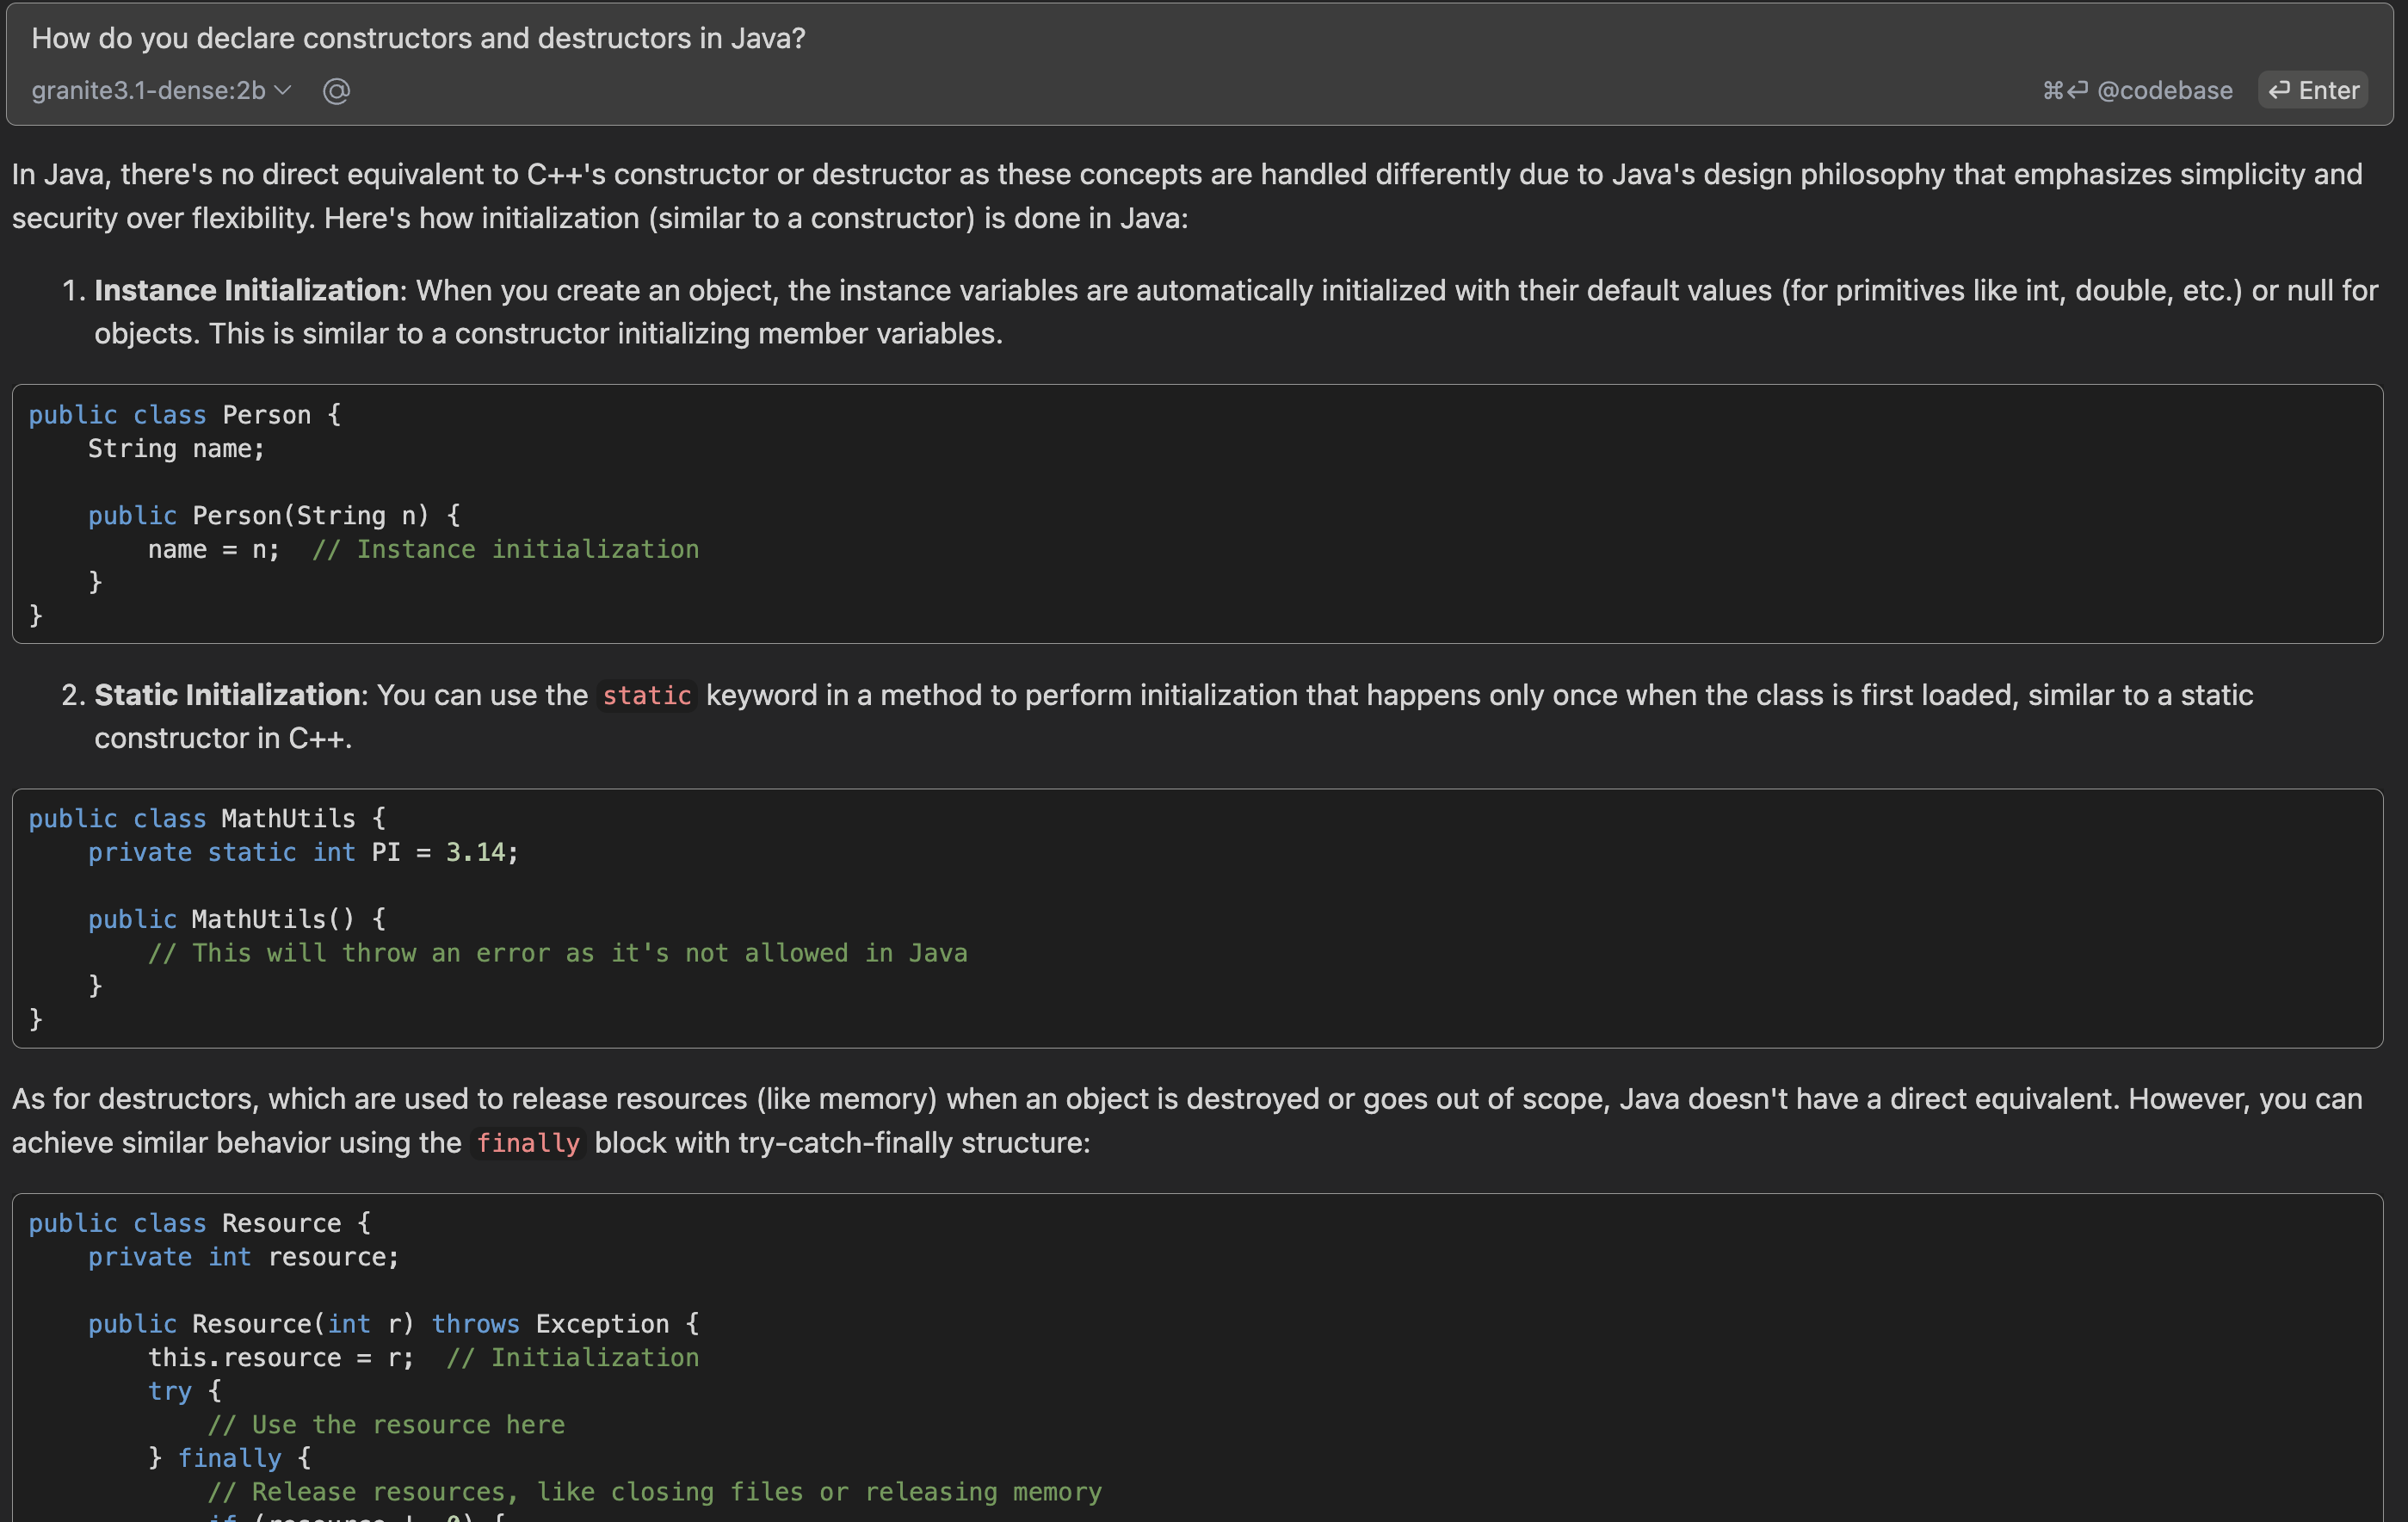 How do you declare constructors and destructors in Java?
granite3.1-dense:2b @ ⌘⏎ @codebase ⏎ Enter
In Java, there's no direct equivalent to C++'s constructor or destructor as these concepts are handled differently due to Java's design philosophy that emphasizes simplicity and
security over flexibility. Here's how initialization (similar to a constructor) is done in Java:
1. Instance Initialization: When you create an object, the instance variables are automatically initialized with their default values (for primitives like int, double, etc.) or null for
objects. This is similar to a constructor initializing member variables.
public class Person {
    String name;
    public Person(String n) {
        name = n;  // Instance initialization
    }
}
2. Static Initialization: You can use the static keyword in a method to perform initialization that happens only once when the class is first loaded, similar to a static
constructor in C++.
public class MathUtils {
    private static int PI = 3.14;
    public MathUtils() {
        // This will throw an error as it's not allowed in Java
    }
}
As for destructors, which are used to release resources (like memory) when an object is destroyed or goes out of scope, Java doesn't have a direct equivalent. However, you can
achieve similar behavior using the finally block with try-catch-finally structure:
public class Resource {
    private int resource;
    public Resource(int r) throws Exception {
        this.resource = r;  // Initialization
        try {
            // Use the resource here
        } finally {
            // Release resources, like closing files or releasing memory